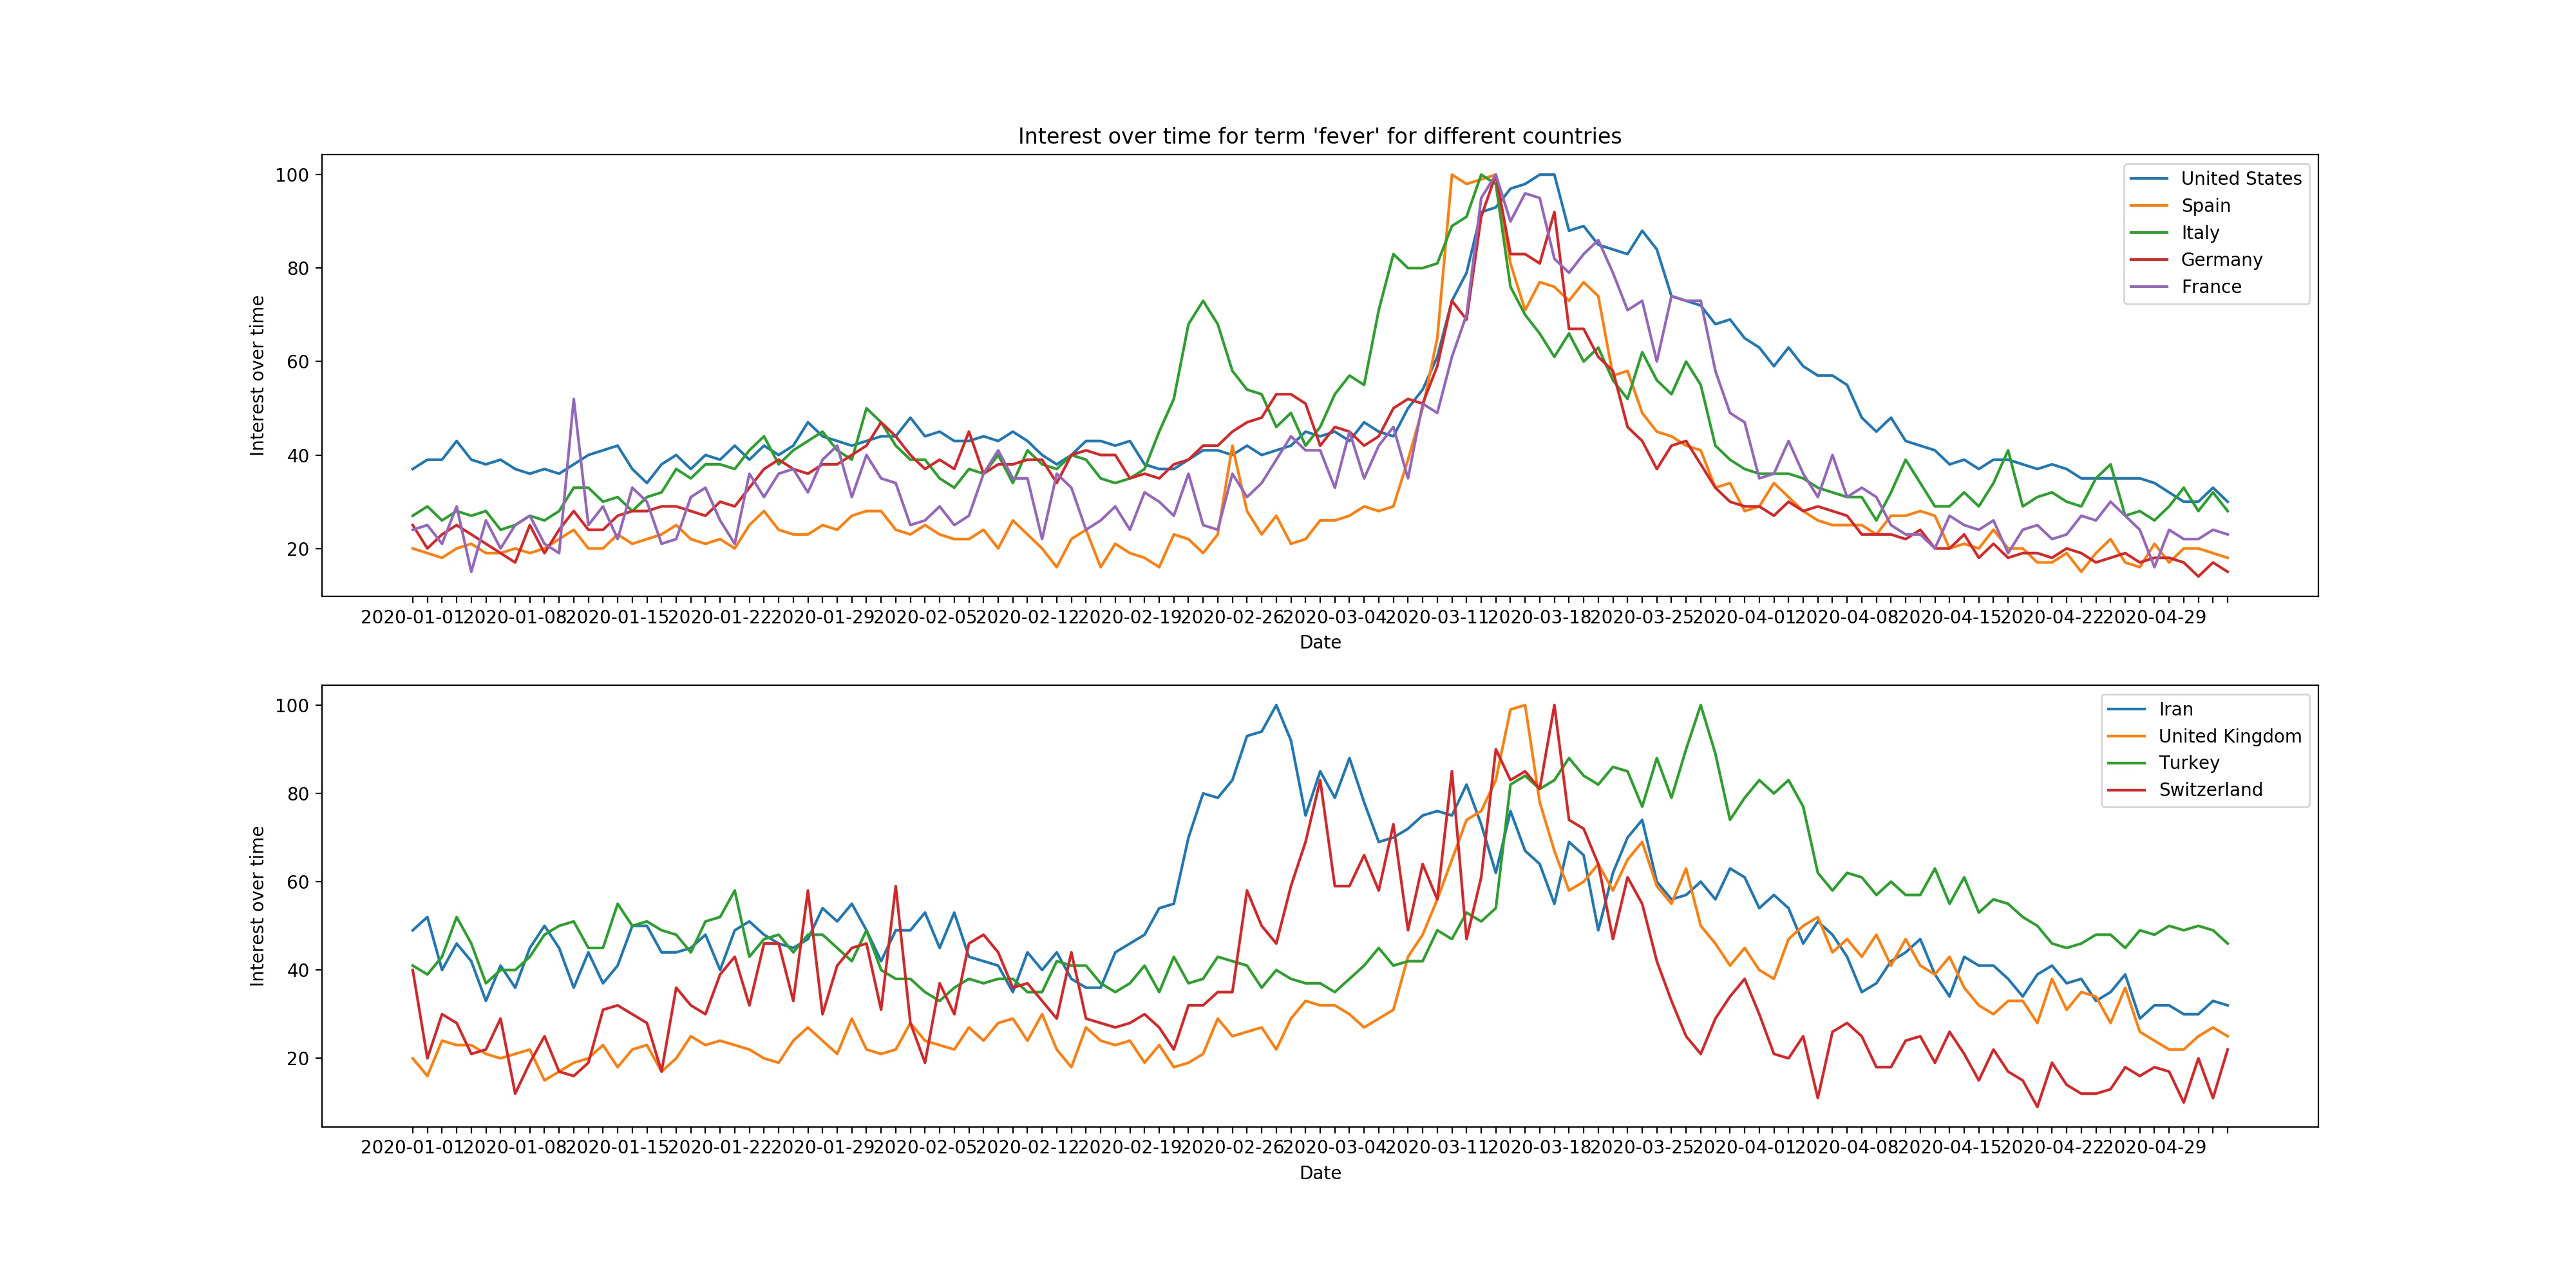 Interest over time for term 'fever' for different countries
100
80
60
40
20
Interest over time
United States
Spain
Italy
Germany
France
2020-01-01 2020-01-08 2020-01-15 2020-01-22 2020-01-29 2020-02-05 2020-02-12 2020-02-19 2020-02-26 2020-03-04 2020-03-11 2020-03-18 2020-03-25 2020-04-01 2020-04-08 2020-04-15 2020-04-22 2020-04-29
Date
100
80
60
40
20
Interest over time
Iran
United Kingdom
Turkey
Switzerland
2020-01-01 2020-01-08 2020-01-15 2020-01-22 2020-01-29 2020-02-05 2020-02-12 2020-02-19 2020-02-26 2020-03-04 2020-03-11 2020-03-18 2020-03-25 2020-04-01 2020-04-08 2020-04-15 2020-04-22 2020-04-29
Date